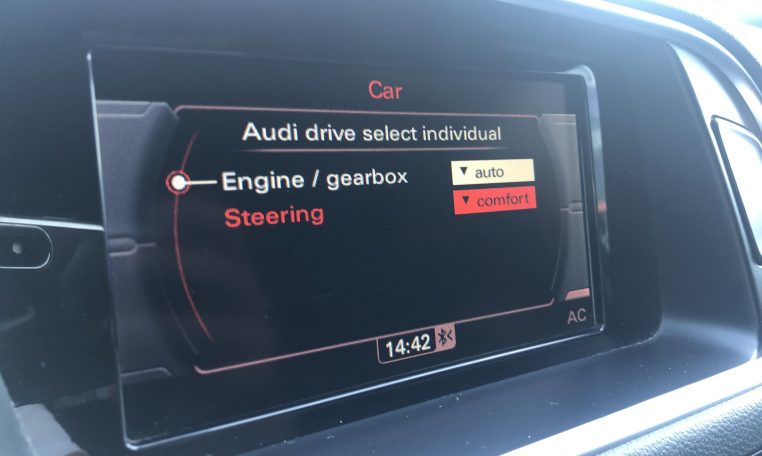 Car
Audi drive select individual
Engine / gearbox ▼ auto
Steering ▼ comfort
AC
14:42